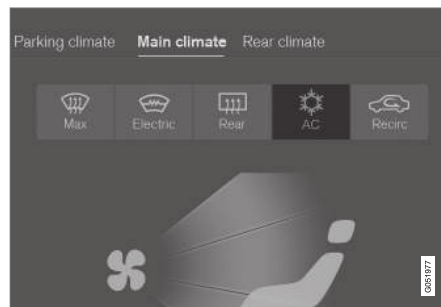 Parking climate Main climate Rear climate
Max Electric Rear AC Recirc
G051977